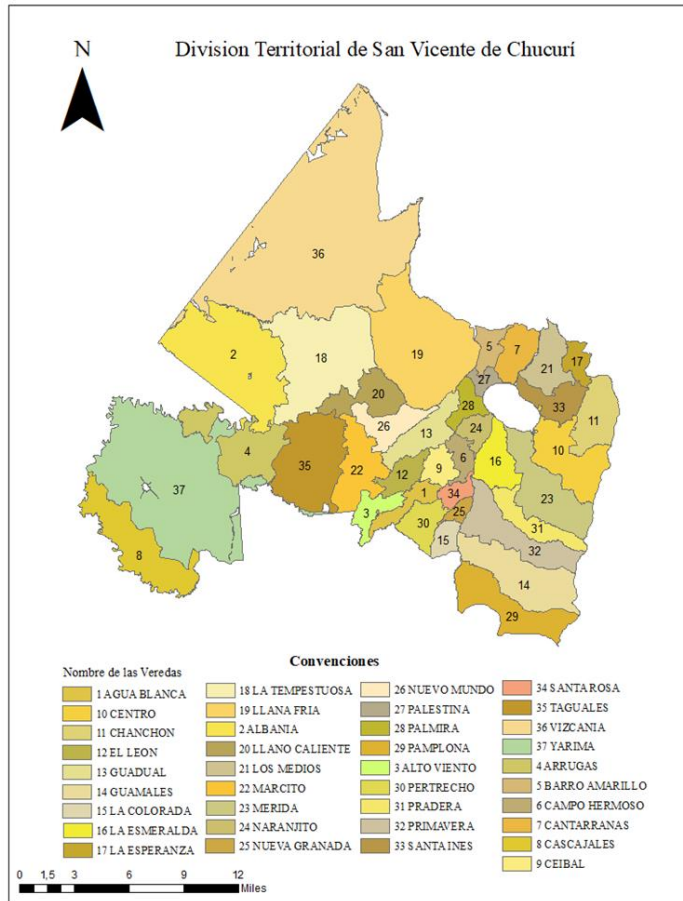 N
Division Territorial de San Vicente de Chucurí
36
2
18
19
5
7
21
17
27
20
28
33
11
26
13
24
10
4
35
22
12
9
6
16
37
1
34
23
3
30
25
31
15
32
8
14
29
Convenciones
Nombre de las Veredas
1 AGUA BLANCA
10 CENTRO
11 CHANCHON
12 EL LEON
13 GUADUAL
14 GUAMALES
15 LA COLORADA
16 LA ESMERALDA
17 LA ESPERANZA
18 LA TEMPESTUOSA
19 LLANA FRIA
2 ALBANIA
20 LLANO CALIENTE
21 LOS MEDIOS
22 MARCITO
23 MERIDA
24 NARANJITO
25 NUEVA GRANADA
26 NUEVO MUNDO
27 PALESTINA
28 PALMIRA
29 PAMPLONA
3 ALTO VIENTO
30 PERTRECHO
31 PRADERA
32 PRIMAVERA
33 SANTA INES
34 SANTA ROSA
35 TAGUALES
36 VIZCANIA
37 YARIMA
4 ARRUGAS
5 BARRO AMARILLO
6 CAMPO HERMOSO
7 CANTARRANAS
8 CASCAJALES
9 CEIBAL
0 1,5 3 6 9 12
Miles